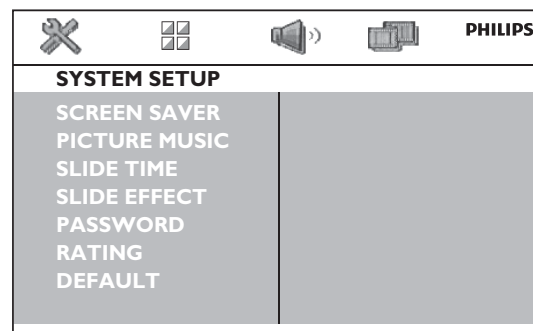 PHILIPS
SYSTEM SETUP
SCREEN SAVER
PICTURE MUSIC
SLIDE TIME
SLIDE EFFECT
PASSWORD
RATING
DEFAULT